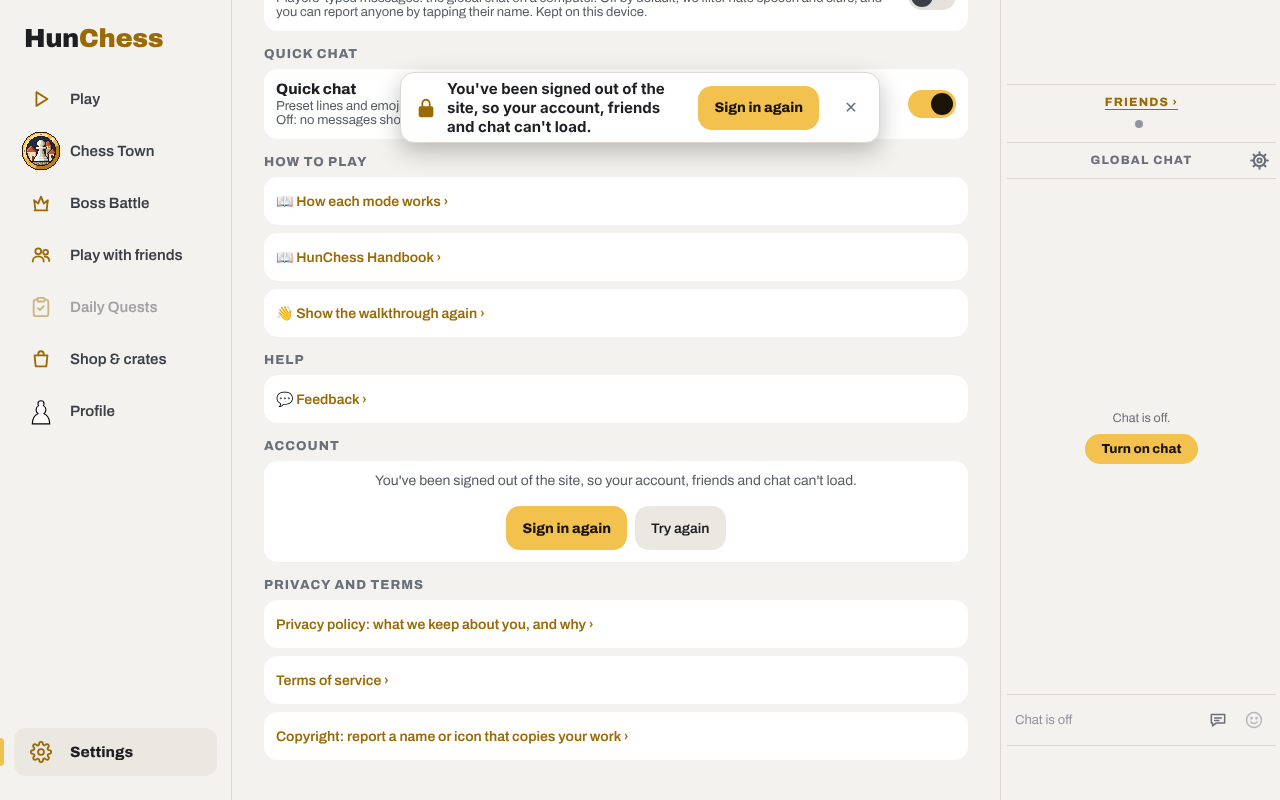 HunChess
Play
Chess Town
Boss Battle
Play with friends
Daily Quests
Shop & crates
Profile
Settings
you can report anyone by tapping their name. Kept on this device.
QUICK CHAT
Quick chat
Preset lines and emoj
Off: no messages sho
You've been signed out of the
site, so your account, friends
and chat can't load.
Sign in again
HOW TO PLAY
📖 How each mode works ›
📖 HunChess Handbook ›
👋 Show the walkthrough again ›
HELP
💬 Feedback ›
ACCOUNT
You've been signed out of the site, so your account, friends and chat can't load.
Sign in again
Try again
PRIVACY AND TERMS
Privacy policy: what we keep about you, and why ›
Terms of service ›
Copyright: report a name or icon that copies your work ›
FRIENDS ›
GLOBAL CHAT
Chat is off.
Turn on chat
Chat is off